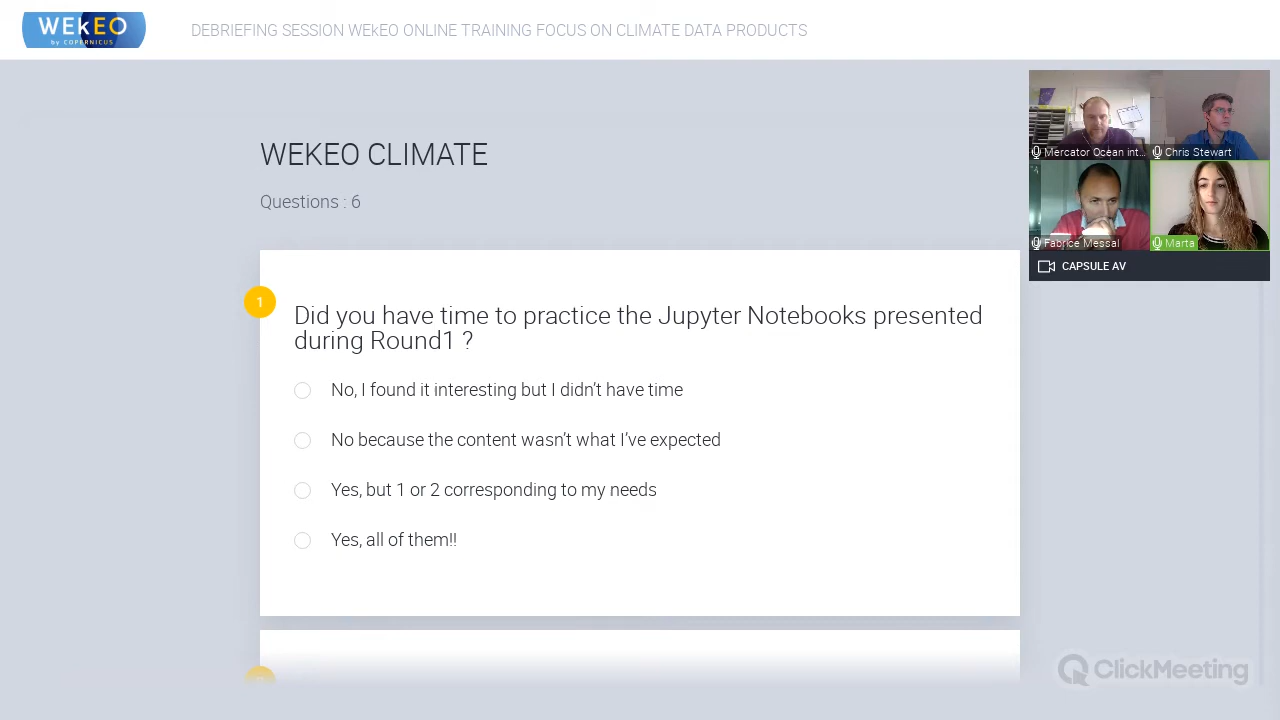 WEkEO
by COPERNICUS
DEBRIEFING SESSION WEkEO ONLINE TRAINING FOCUS ON CLIMATE DATA PRODUCTS
WEKEO CLIMATE
Questions : 6
1
Did you have time to practice the Jupyter Notebooks presented
during Round1 ?
No, I found it interesting but I didn’t have time
No because the content wasn’t what I’ve expected
Yes, but 1 or 2 corresponding to my needs
Yes, all of them!!
Mercator Ocean int...
Chris Stewart
Fabrice Messal
Marta
CAPSULE AV
ClickMeeting